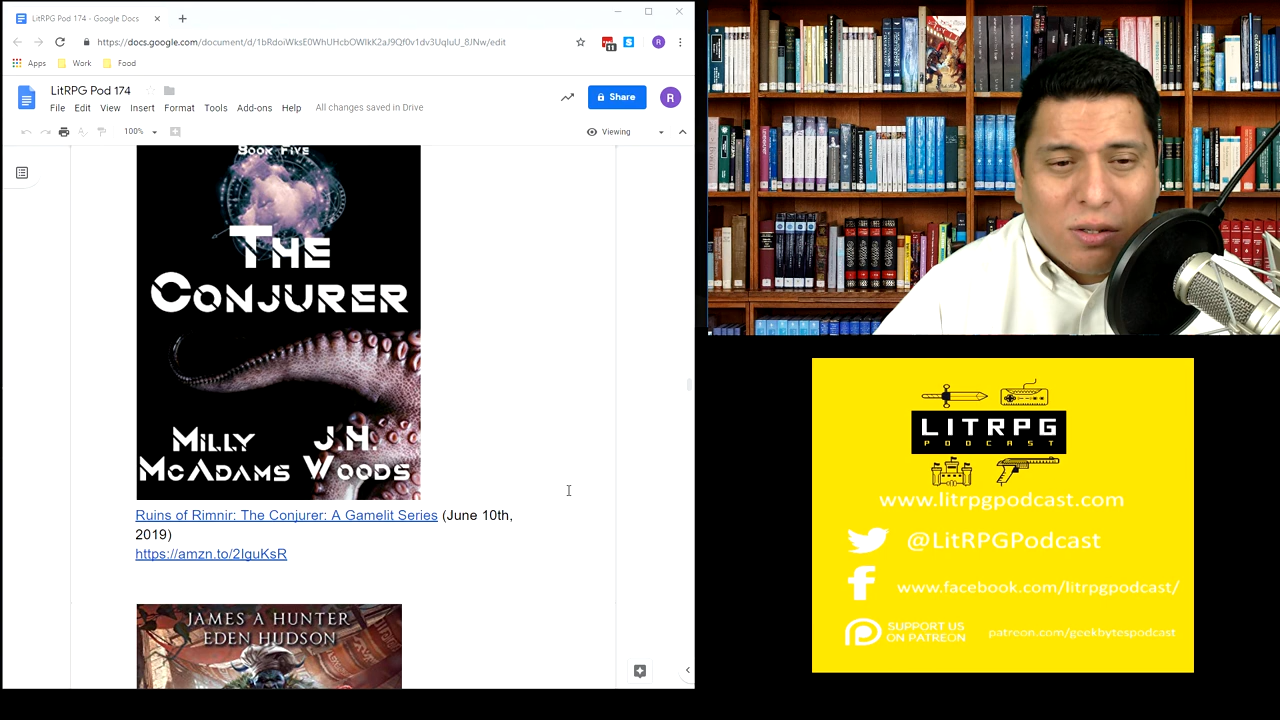 LitRPG Pod 174 - Google Docs
https://docs.google.com/document/d/1bRdoiWksE0WhUHcbOWlkK2aJ9Qf0v1dv3UqIuU_8JNw/edit
R
Apps
Work
Food
LitRPG Pod 174
File Edit View Insert Format Tools Add-ons Help
All changes saved in Drive
Share
R
100%
Viewing
BOOK FIVE
THE
CONJURER
MILLY J.H.
MCADAMS WOODS
Ruins of Rimnir: The Conjurer: A Gamelit Series (June 10th,
2019)
https://amzn.to/2IguKsR
JAMES A HUNTER
EDEN HUDSON
LITRPG
PODCAST
www.litrpgpodcast.com
@LitRPGPodcast
www.facebook.com/litrpgpodcast/
SUPPORT US
ON PATREON
patreon.com/geekbytespodcast